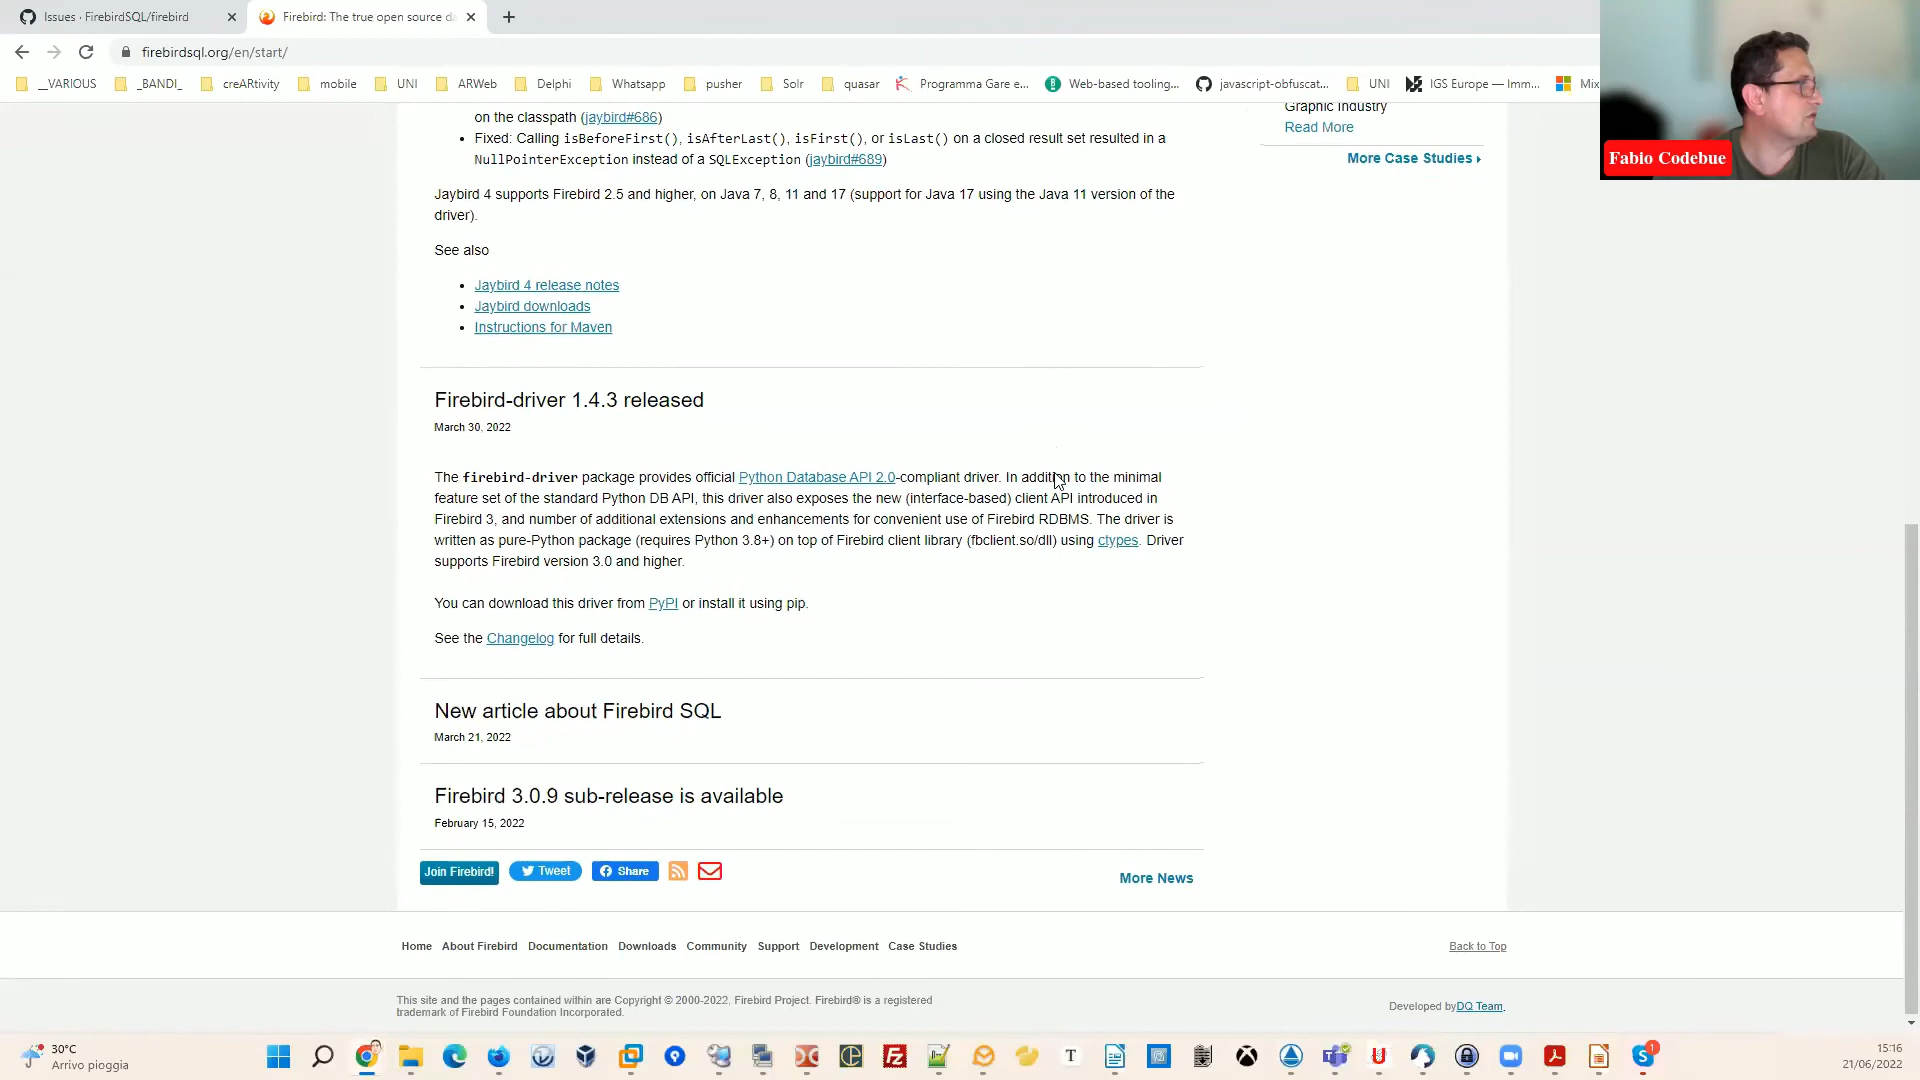 Issues · FirebirdSQL/firebird
Firebird: The true open source da
firebirdsql.org/en/start/
__VARIOUS
_BANDI_
creARtivity
mobile
UNI
ARWeb
Delphi
Whatsapp
pusher
Solr
quasar
Programma Gare e...
Web-based tooling...
javascript-obfuscat...
UNI
IGS Europe — Imm...
Mix
Fabio Codebue
on the classpath (jaybird#686)
Fixed: Calling isBeforeFirst(), isAfterLast(), isFirst(), or isLast() on a closed result set resulted in a
NullPointerException instead of a SQLException (jaybird#689)
Jaybird 4 supports Firebird 2.5 and higher, on Java 7, 8, 11 and 17 (support for Java 17 using the Java 11 version of the
driver).
See also
Jaybird 4 release notes
Jaybird downloads
Instructions for Maven
Graphic Industry
Read More
More Case Studies
Firebird-driver 1.4.3 released
March 30, 2022
The firebird-driver package provides official Python Database API 2.0-compliant driver. In addition to the minimal
feature set of the standard Python DB API, this driver also exposes the new (interface-based) client API introduced in
Firebird 3, and number of additional extensions and enhancements for convenient use of Firebird RDBMS. The driver is
written as pure-Python package (requires Python 3.8+) on top of Firebird client library (fbclient.so/dll) using ctypes. Driver
supports Firebird version 3.0 and higher.
You can download this driver from PyPI or install it using pip.
See the Changelog for full details.
New article about Firebird SQL
March 21, 2022
Firebird 3.0.9 sub-release is available
February 15, 2022
Join Firebird!
Tweet
Share
More News
Home About Firebird Documentation Downloads Community Support Development Case Studies
Back to Top
This site and the pages contained within are Copyright © 2000-2022, Firebird Project. Firebird® is a registered
trademark of Firebird Foundation Incorporated.
Developed by DQ Team.
30°C
Arrivo pioggia
15:16
21/06/2022